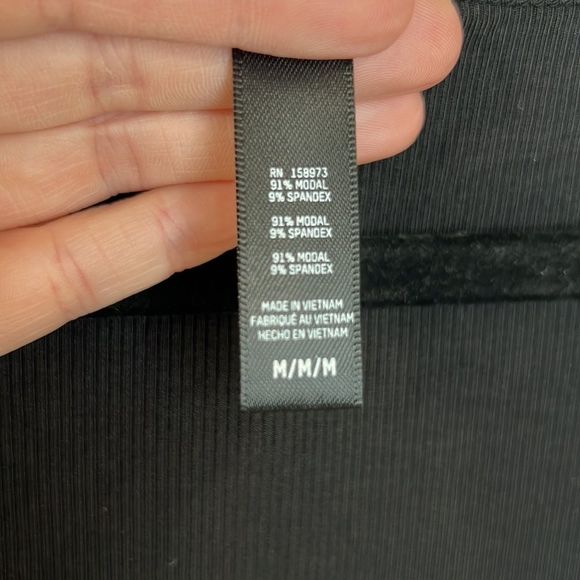 RN 158973
91% MODAL
9% SPANDEX
91% MODAL
9% SPANDEX
91% MODAL
9% SPANDEX
MADE IN VIETNAM
FABRIQUÉ AU VIETNAM
HECHO EN VIETNAM
M/M/M